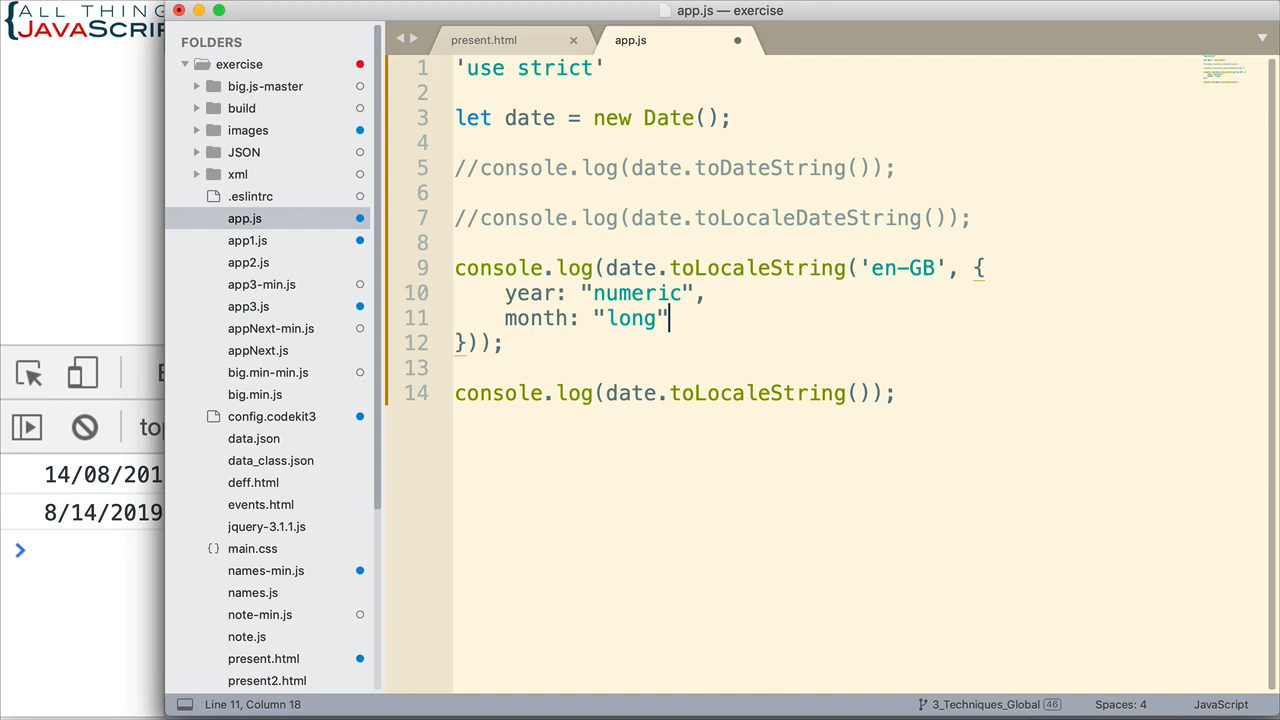 ALL THING
JAVASCRIP
app.js — exercise
FOLDERS
exercise
big.js-master
build
images
JSON
xml
.eslintrc
app.js
app1.js
app2.js
app3-min.js
app3.js
appNext-min.js
appNext.js
big.min-min.js
big.min.js
config.codekit3
data.json
data_class.json
deff.html
events.html
jquery-3.1.1.js
{} main.css
names-min.js
names.js
note-min.js
note.js
present.html
present2.html
present.html ×
app.js
1 'use strict'
2
3 let date = new Date();
4
5 //console.log(date.toDateString());
6
7 //console.log(date.toLocaleDateString());
8
9 console.log(date.toLocaleString('en-GB', {
10 year: "numeric",
11 month: "long"
12 }));
13
14 console.log(date.toLocaleString());
top
14/08/201
8/14/2019
Line 11, Column 18
3_Techniques_Global 46
Spaces: 4
JavaScript